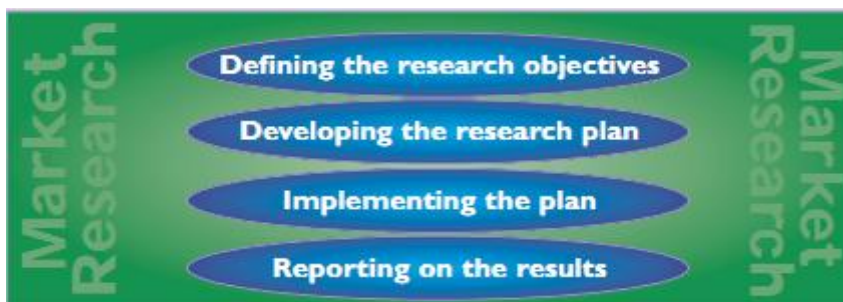 Market
Research
Defining the research objectives
Developing the research plan
Implementing the plan
Reporting on the results
Market
Research